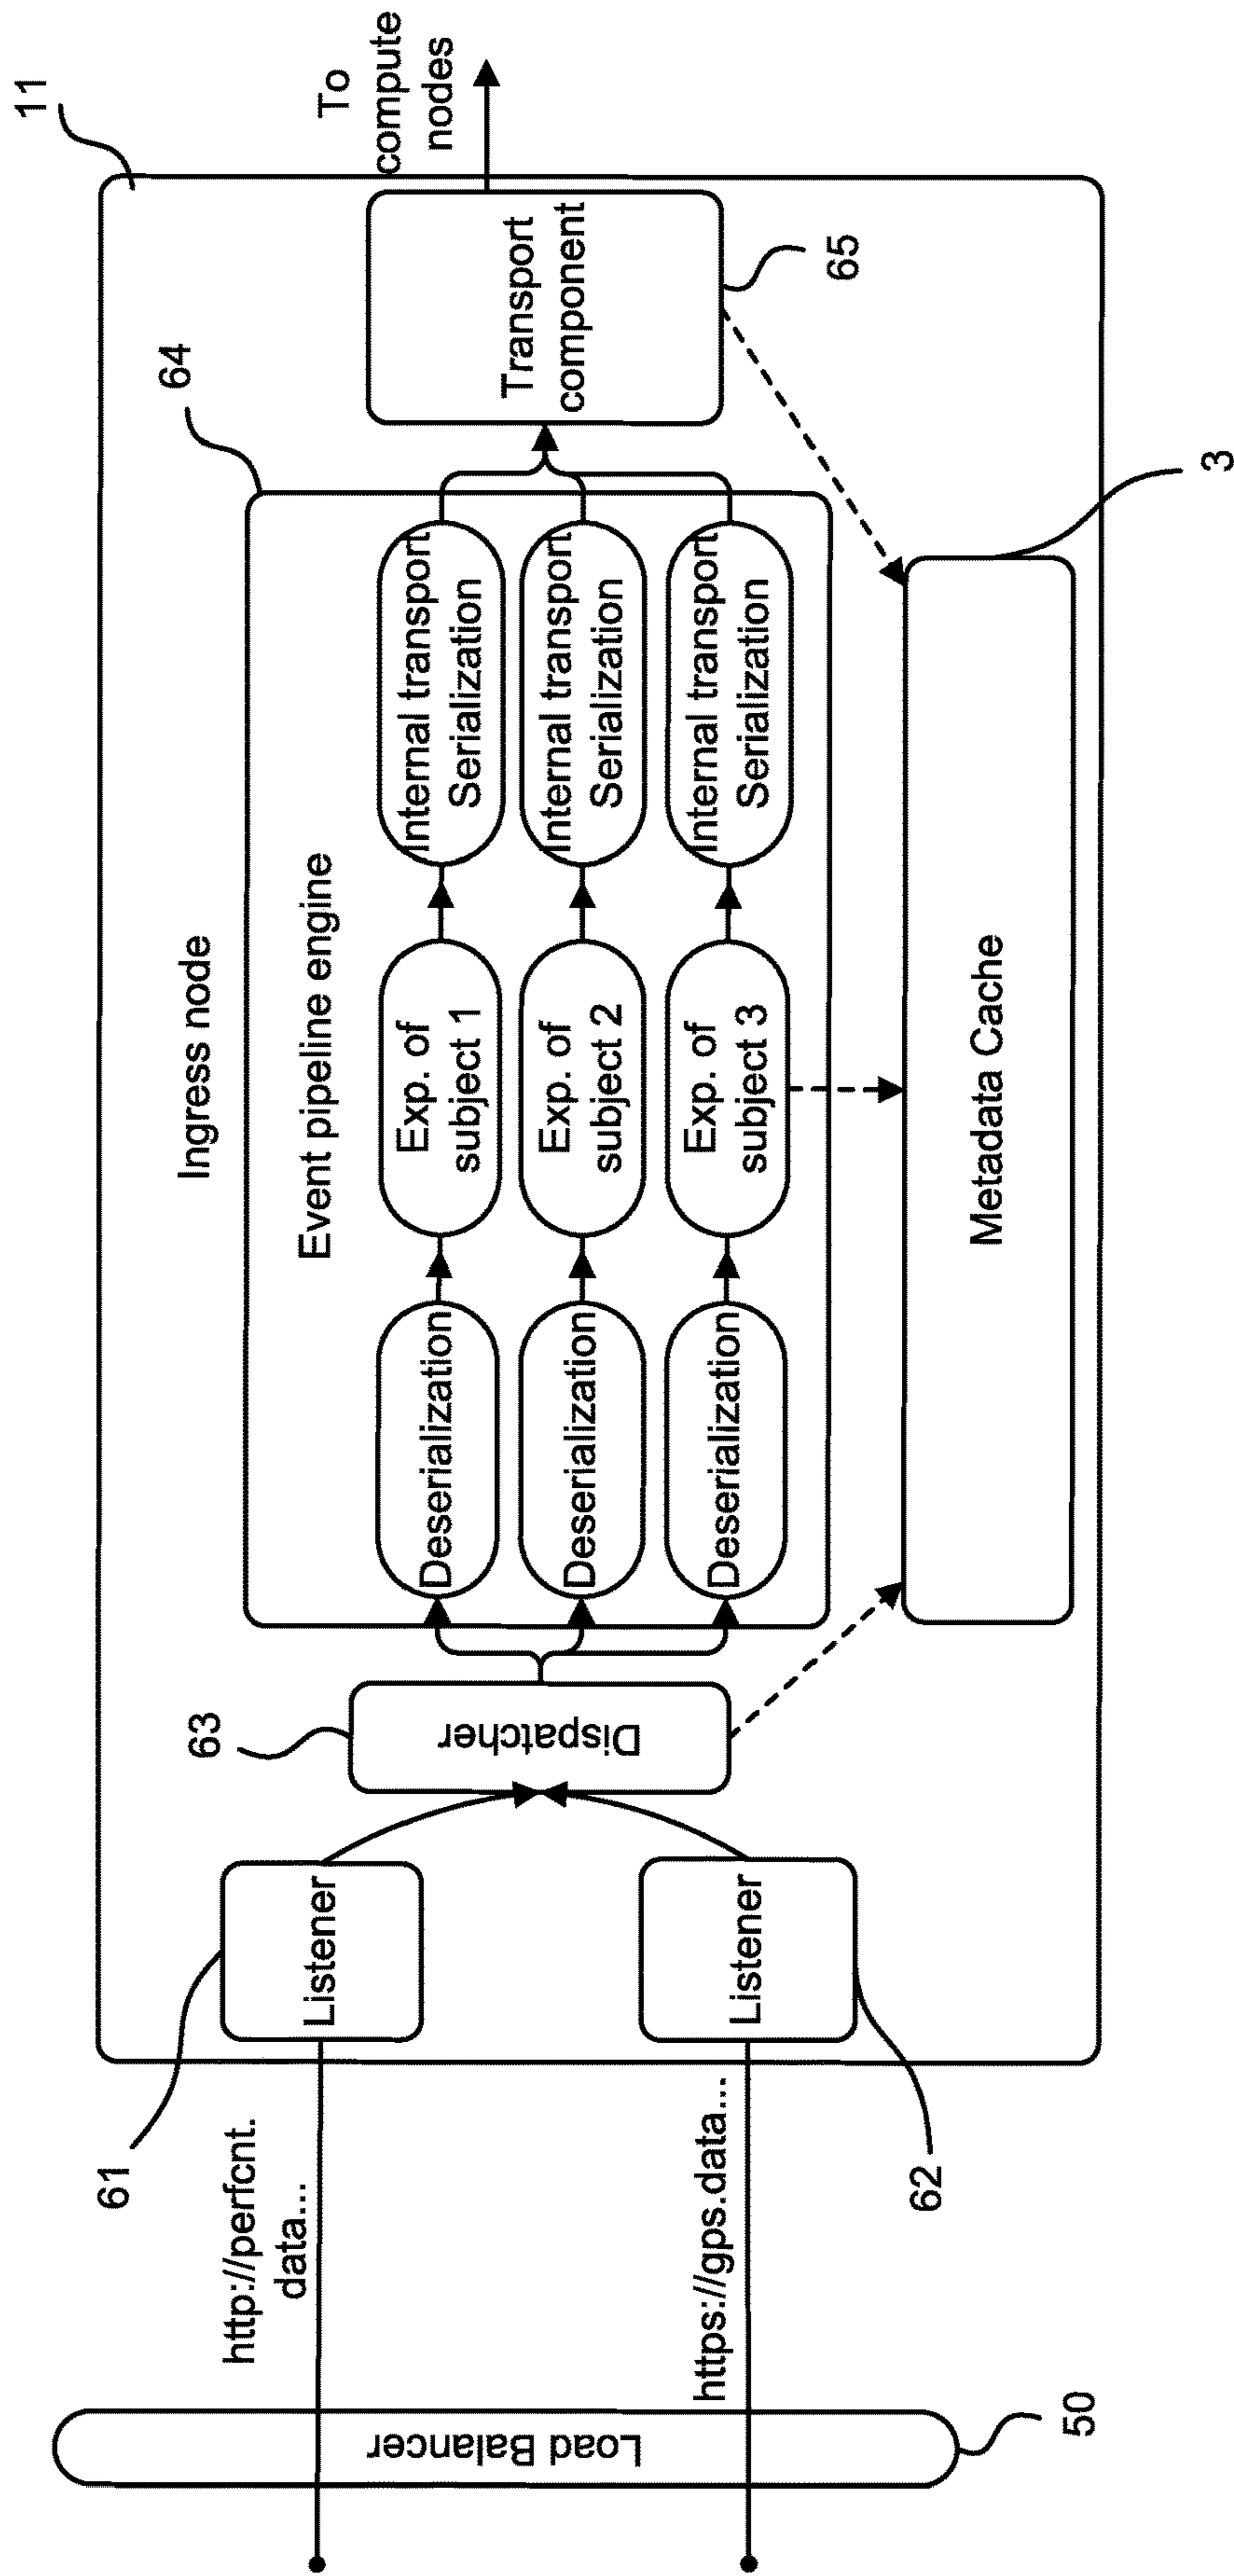 11
To
compute
nodes
64
Ingress node
Event pipeline engine
Transport
component
65
63
Dispatcher
Deserialization
Exp. of
subject 1
Internal transport
Serialization
Deserialization
Exp. of
subject 2
Internal transport
Serialization
Deserialization
Exp. of
subject 3
Internal transport
Serialization
61
Listener
http://perfcnt.
data...
Listener
https://gps.data...
62
Load Balancer
50
Metadata Cache
3